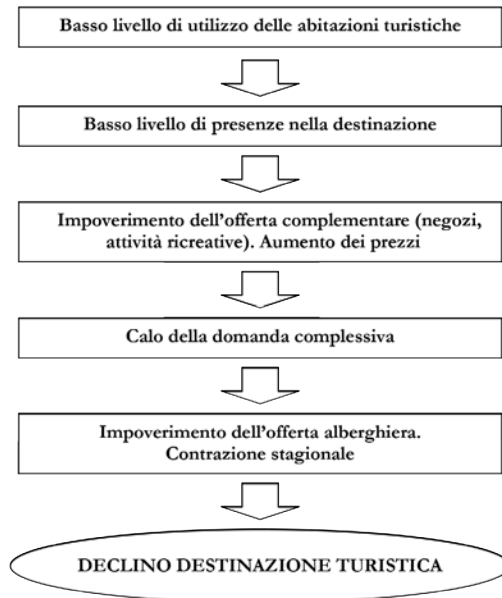 Basso livello di utilizzo delle abitazioni turistiche
Basso livello di presenze nella destinazione
Impoverimento dell'offerta complementare (negozi,
attività ricreative). Aumento dei prezzi
Calo della domanda complessiva
Impoverimento dell'offerta alberghiera.
Contrazione stagionale
DECLINO DESTINAZIONE TURISTICA